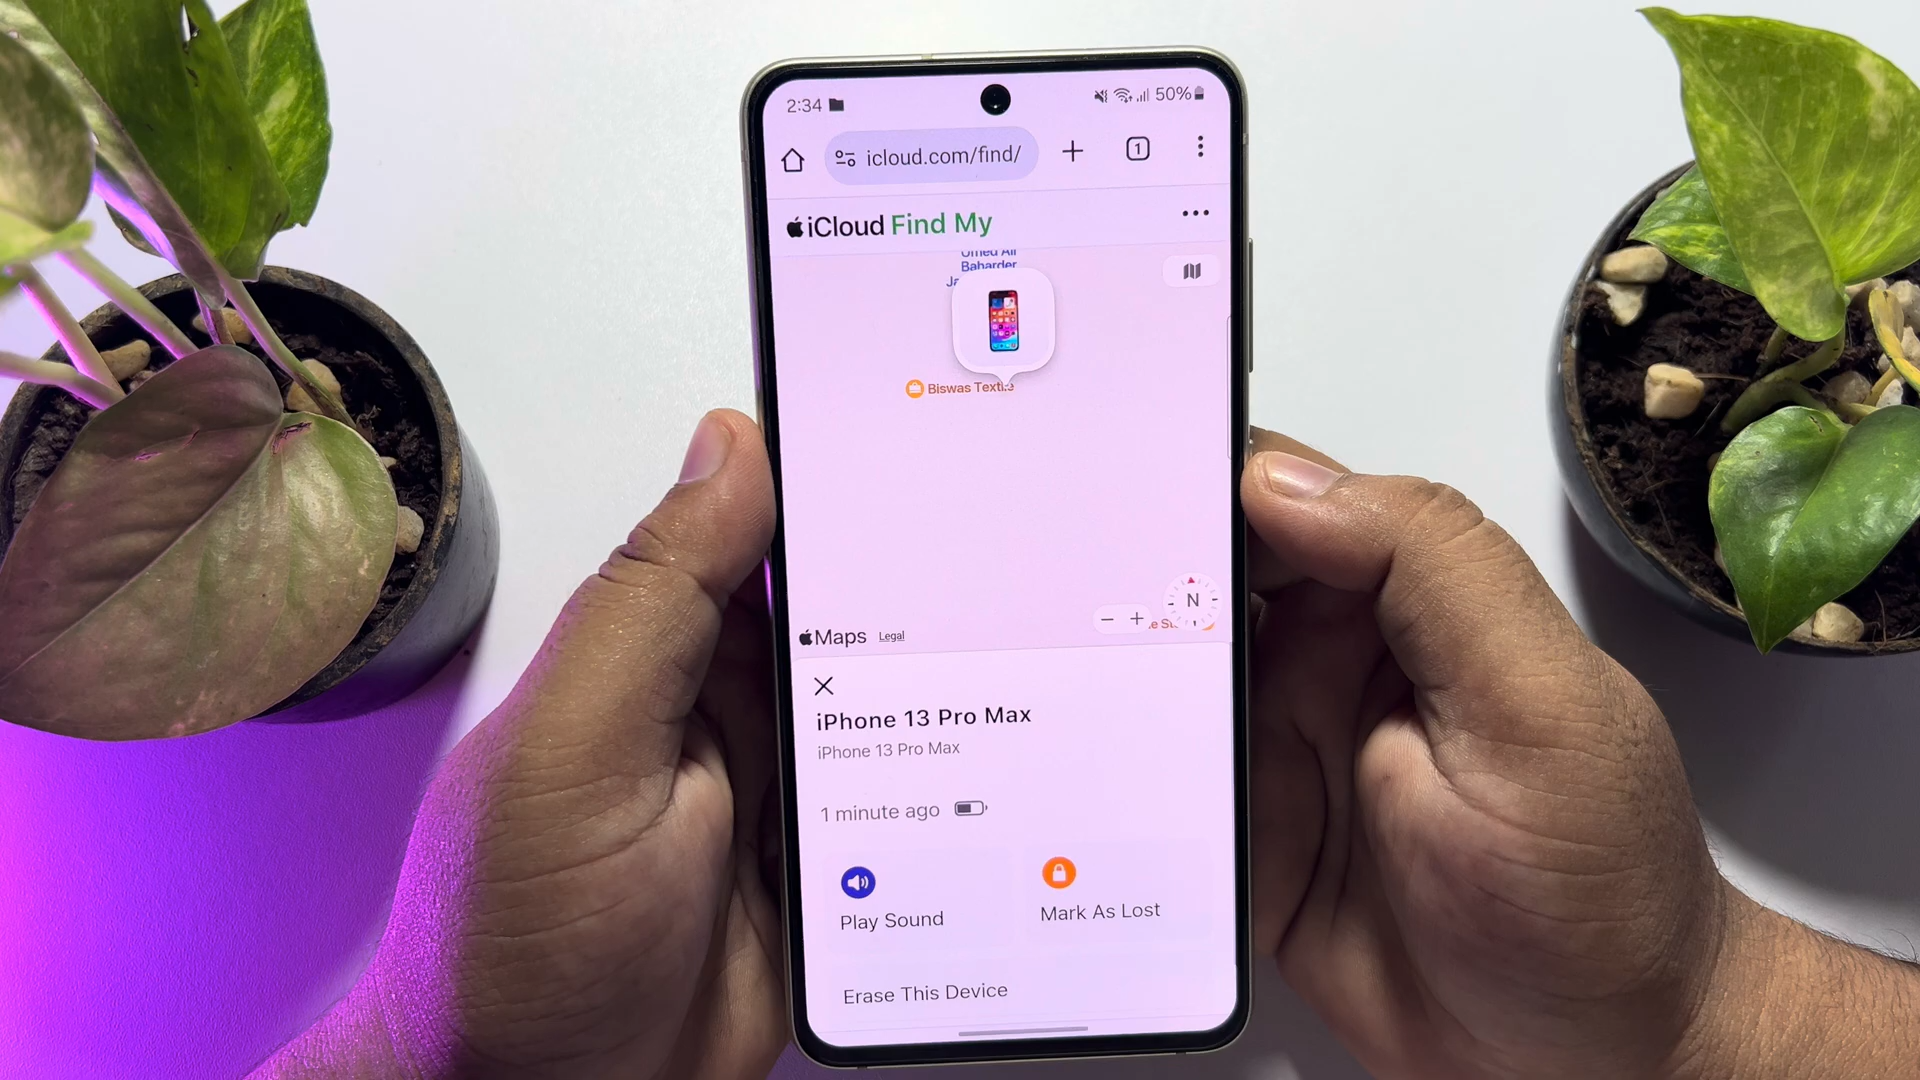 2:34
50%
icloud.com/find/
1
iCloud Find My
Baharder
Biswas Textile
N
Maps Legal
iPhone 13 Pro Max
iPhone 13 Pro Max
1 minute ago
Play Sound
Mark As Lost
Erase This Device